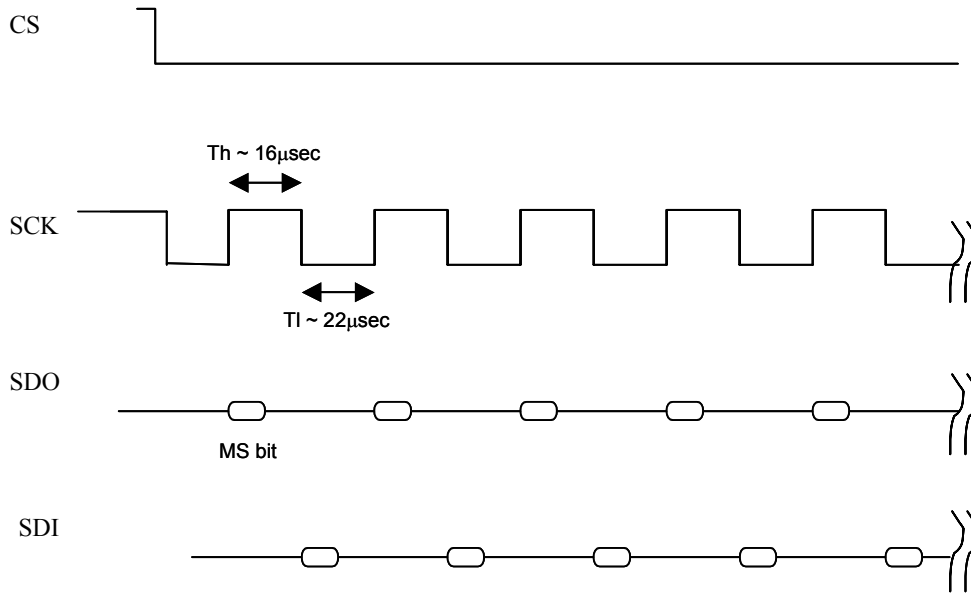 CS
Th ~ 16μsec
SCK
Tl ~ 22μsec
SDO
MS bit
SDI